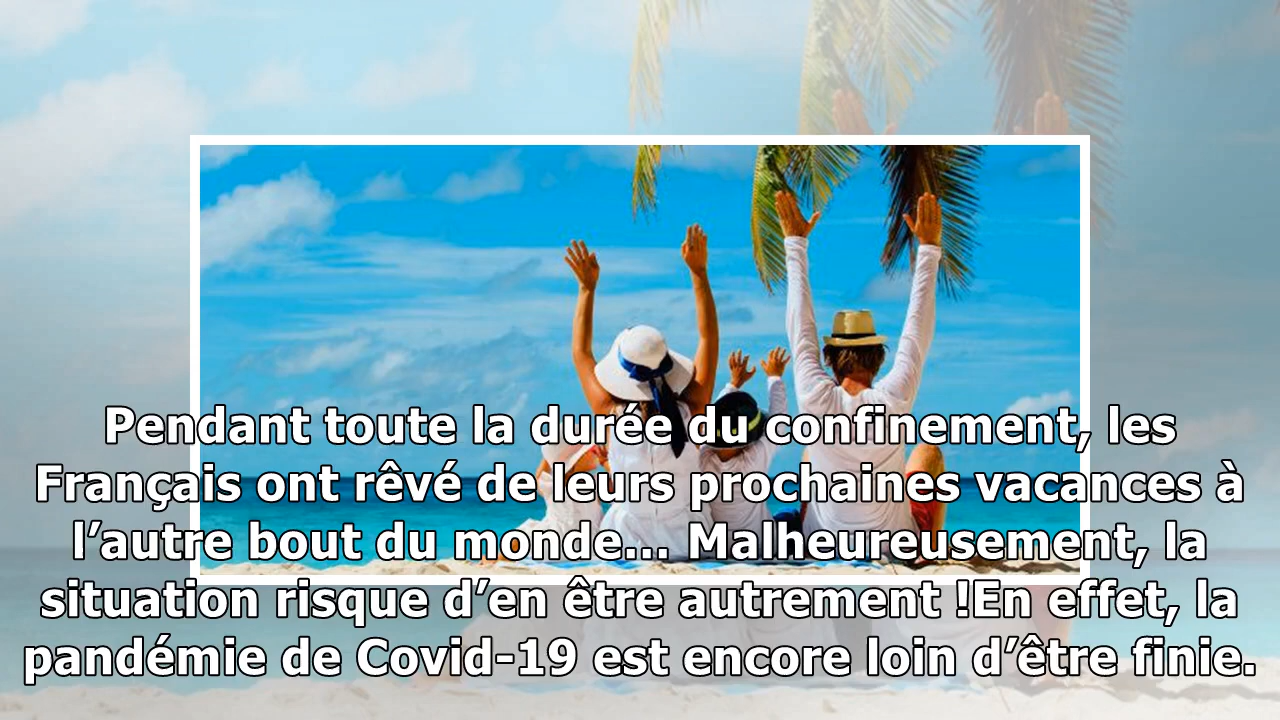 Pendant toute la durée du confinement, les
Français ont rêvé de leurs prochaines vacances à
l’autre bout du monde... Malheureusement, la
situation risque d’en être autrement !En effet, la
pandémie de Covid-19 est encore loin d’être finie.